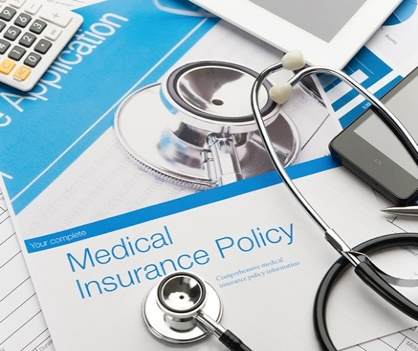 e Application
Your complete
Medical
Insurance Policy
Comprehensive medical
insurance policy information